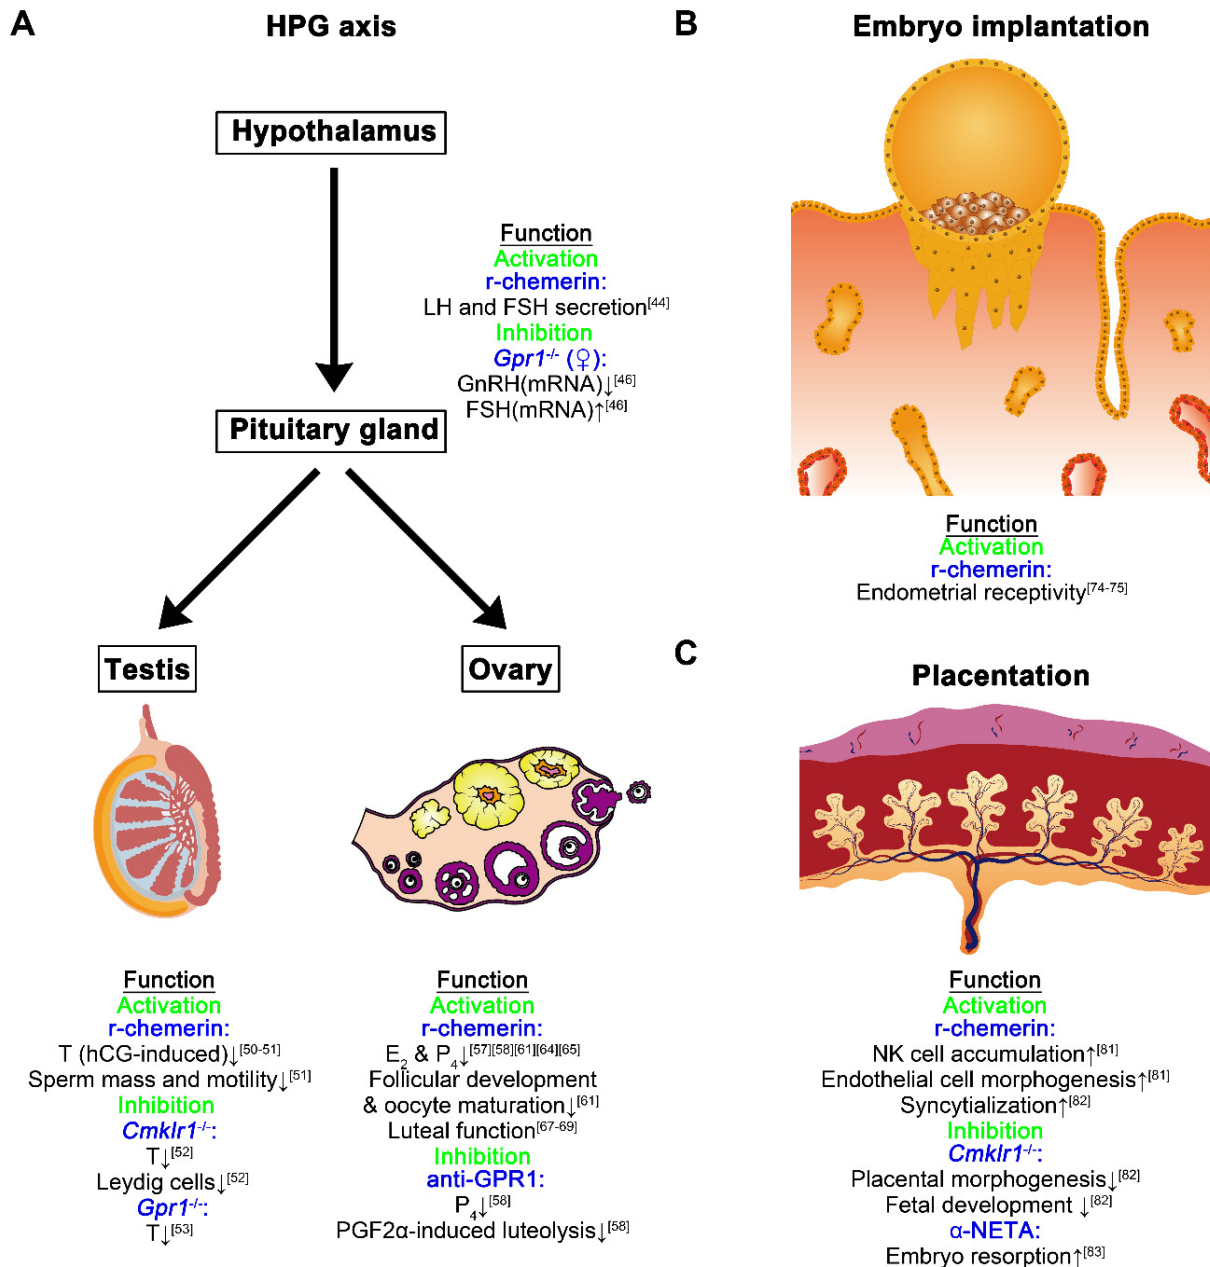 A
HPG axis
Hypothalamus
Function
Activation
r-chemerin:
LH and FSH secretion[44]
Inhibition
Gpr1-/- (♀):
GnRH(mRNA)↓[46]
FSH(mRNA)↑[46]
Pituitary gland
Testis
Ovary
Function
Activation
r-chemerin:
T (hCG-induced)↓[50-51]
Sperm mass and motility↓[51]
Inhibition
Cmklr1-/-:
T↓[52]
Leydig cells↓[52]
Gpr1-/-:
T↓[53]
Function
Activation
r-chemerin:
E2 & P4↓[57][58][61][64][65]
Follicular development
& oocyte maturation↓[61]
Luteal function[67-69]
Inhibition
anti-GPR1:
P4↓[58]
PGF2α-induced luteolysis↓[58]
B
Embryo implantation
Function
Activation
r-chemerin:
Endometrial receptivity[74-75]
C
Placentation
Function
Activation
r-chemerin:
NK cell accumulation↑[81]
Endothelial cell morphogenesis↑[81]
Syncytialization↑[82]
Inhibition
Cmklr1-/-:
Placental morphogenesis↓[82]
Fetal development ↓[82]
α-NETA:
Embryo resorption↑[83]